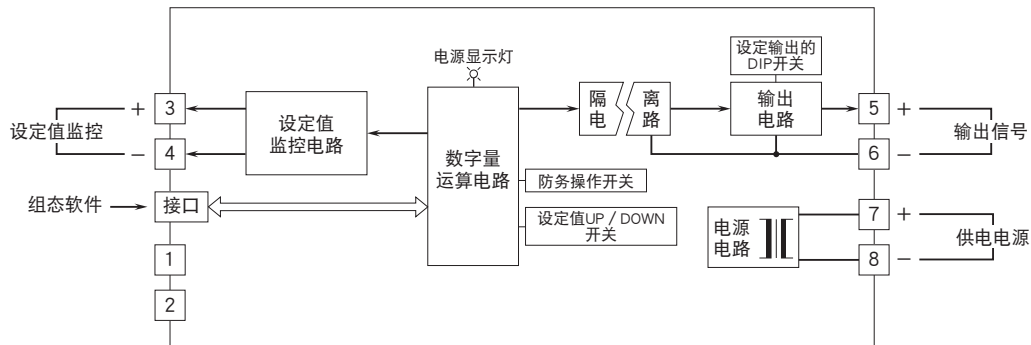 电源显示灯
设定输出的
DIP开关
+ 3
设定值监控
- 4
设定值
监控电路
数字量
运算电路
隔 离
电 路
输出
电路
5 +
输出信号
6 -
防务操作开关
组态软件
接口
设定值UP / DOWN
开关
电源
电路
7 +
供电电源
8 -
1
2